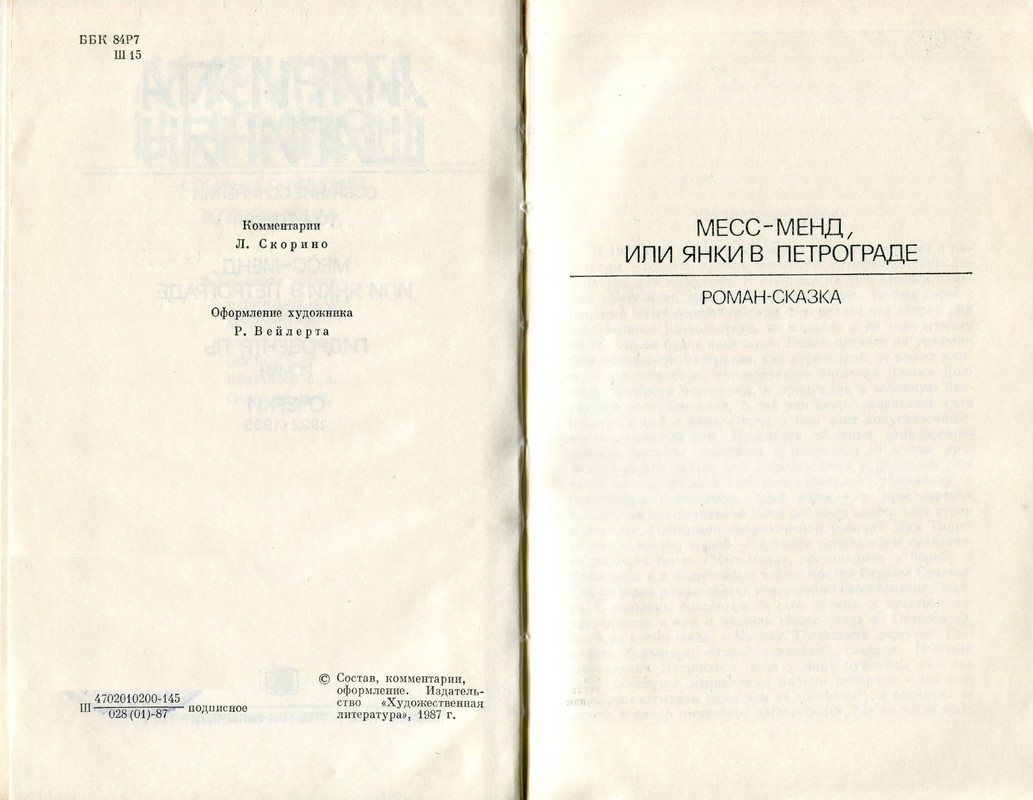 ББК 84Р7
Ш 15
Комментарии
Л. Скорино
Оформление художника
Р. Вейлерта
Ш 4702010200-145
028 (01)-87 подписное
© Состав, комментарии,
оформление. Издатель-
ство «Художественная
литература», 1987 г.
МЕСС-МЕНД,
ИЛИ ЯНКИ В ПЕТРОГРАДЕ
РОМАН-СКАЗКА